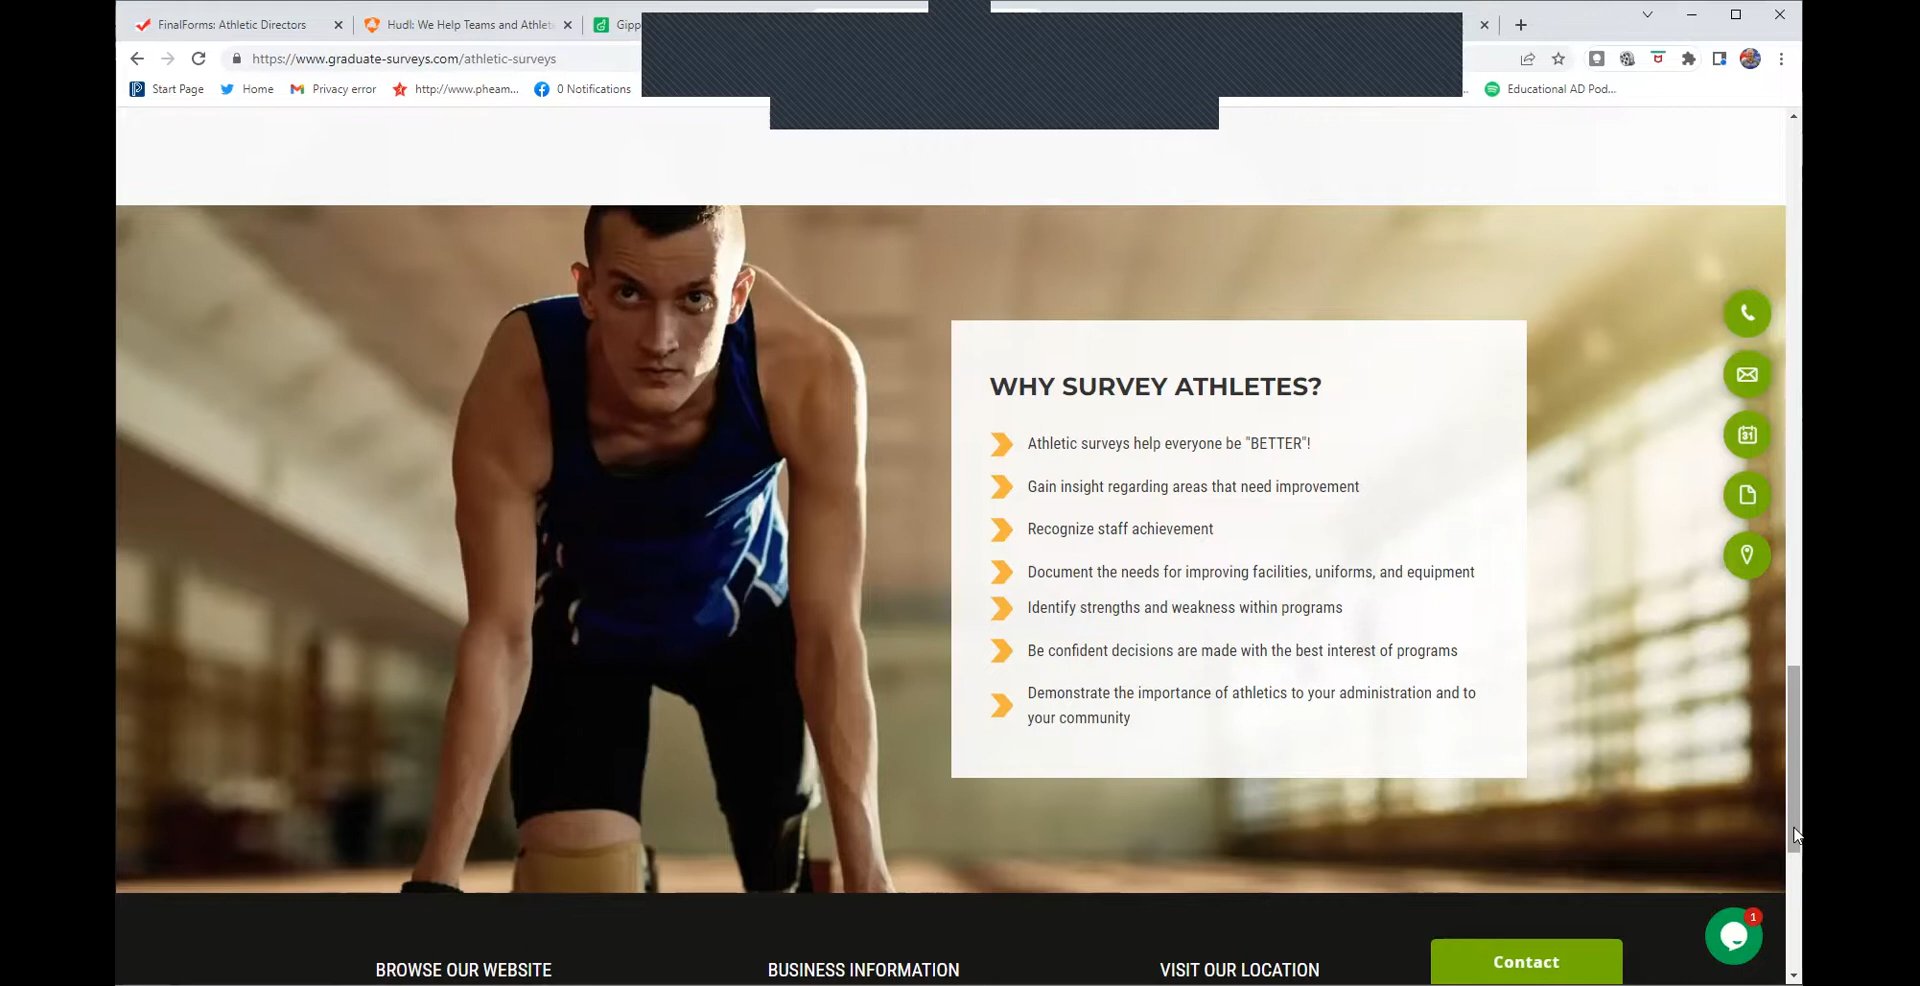 FinalForms: Athletic Directors
Hudl: We Help Teams and Athlet
Gipp
https://www.graduate-surveys.com/athletic-surveys
Start Page
Home
Privacy error
http://www.pheam...
0 Notifications
Educational AD Pod...
WHY SURVEY ATHLETES?
Athletic surveys help everyone be "BETTER"!
Gain insight regarding areas that need improvement
Recognize staff achievement
Document the needs for improving facilities, uniforms, and equipment
Identify strengths and weakness within programs
Be confident decisions are made with the best interest of programs
Demonstrate the importance of athletics to your administration and to
your community
31
1
BROWSE OUR WEBSITE
BUSINESS INFORMATION
VISIT OUR LOCATION
Contact